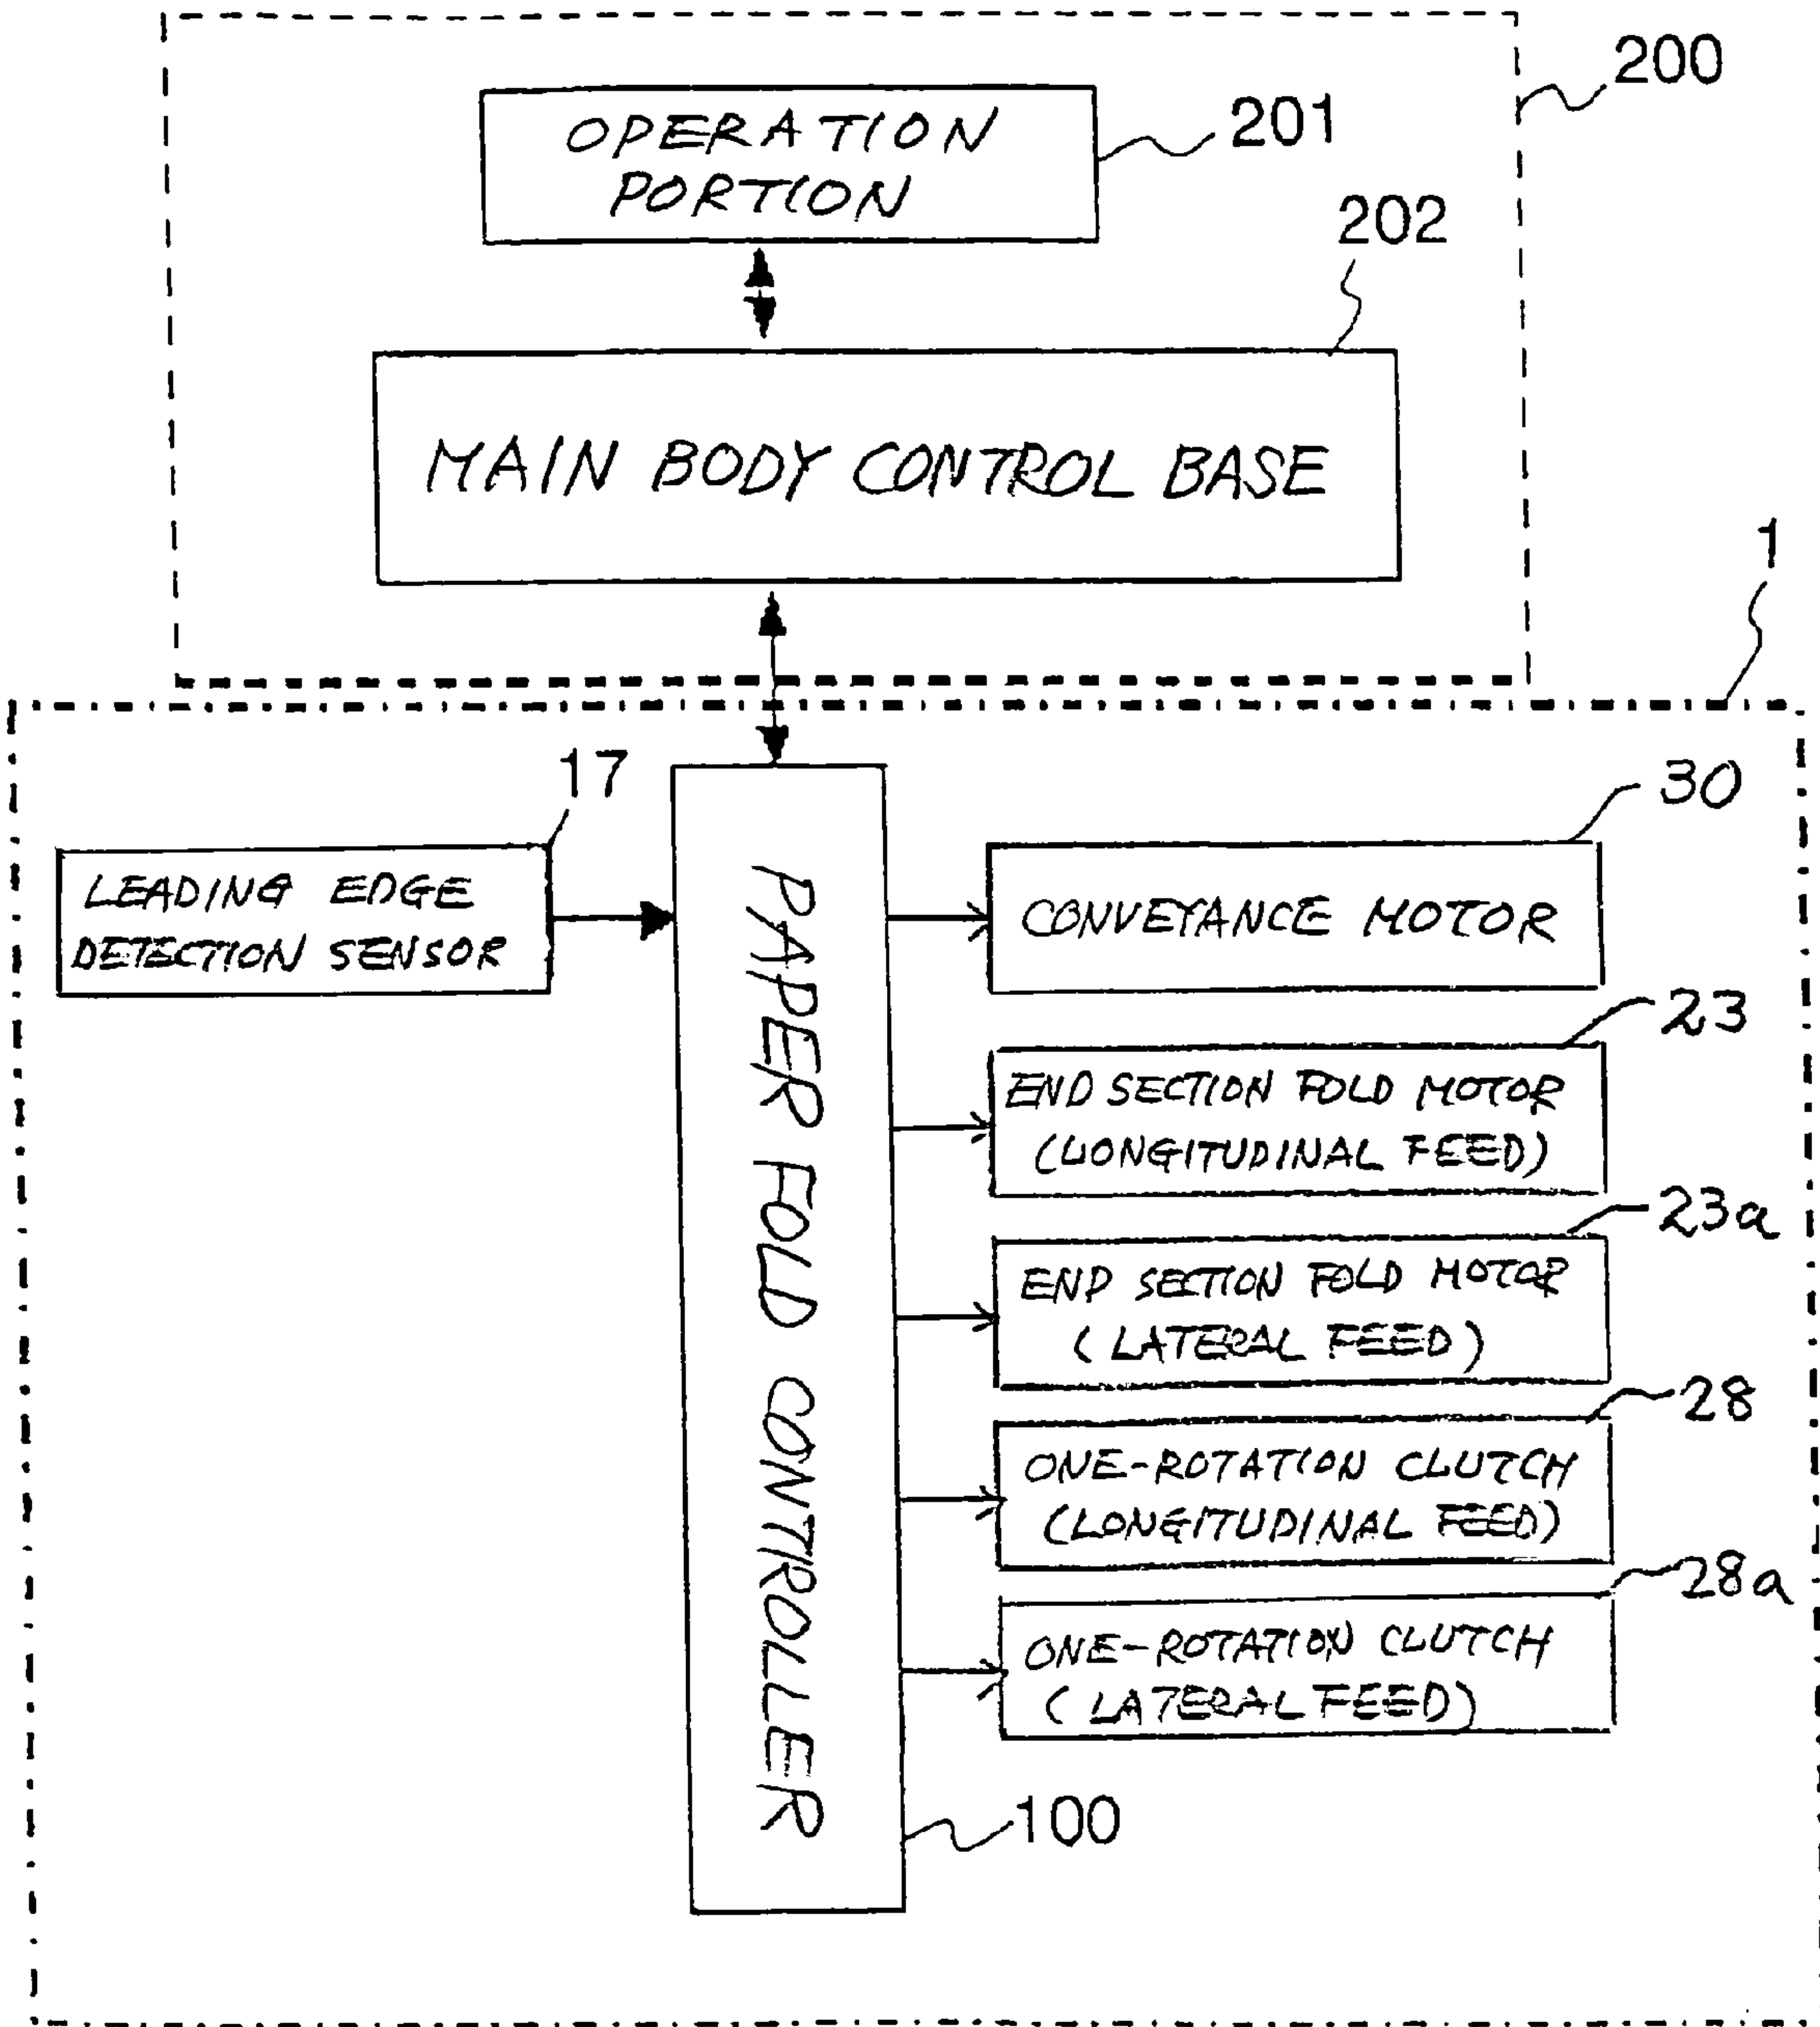 200
OPERATION
PORTION
201
202
MAIN BODY CONTROL BASE
1
17
LEADING EDGE
DETECTION SENSOR
PAPER FOLD CONTROLLER
100
30
CONVEYANCE MOTOR
23
END SECTION FOLD MOTOR
(LONGITUDINAL FEED)
23a
END SECTION FOLD MOTOR
(LATERAL FEED)
28
ONE-ROTATION CLUTCH
(LONGITUDINAL FEED)
28a
ONE-ROTATION CLUTCH
(LATERAL FEED)